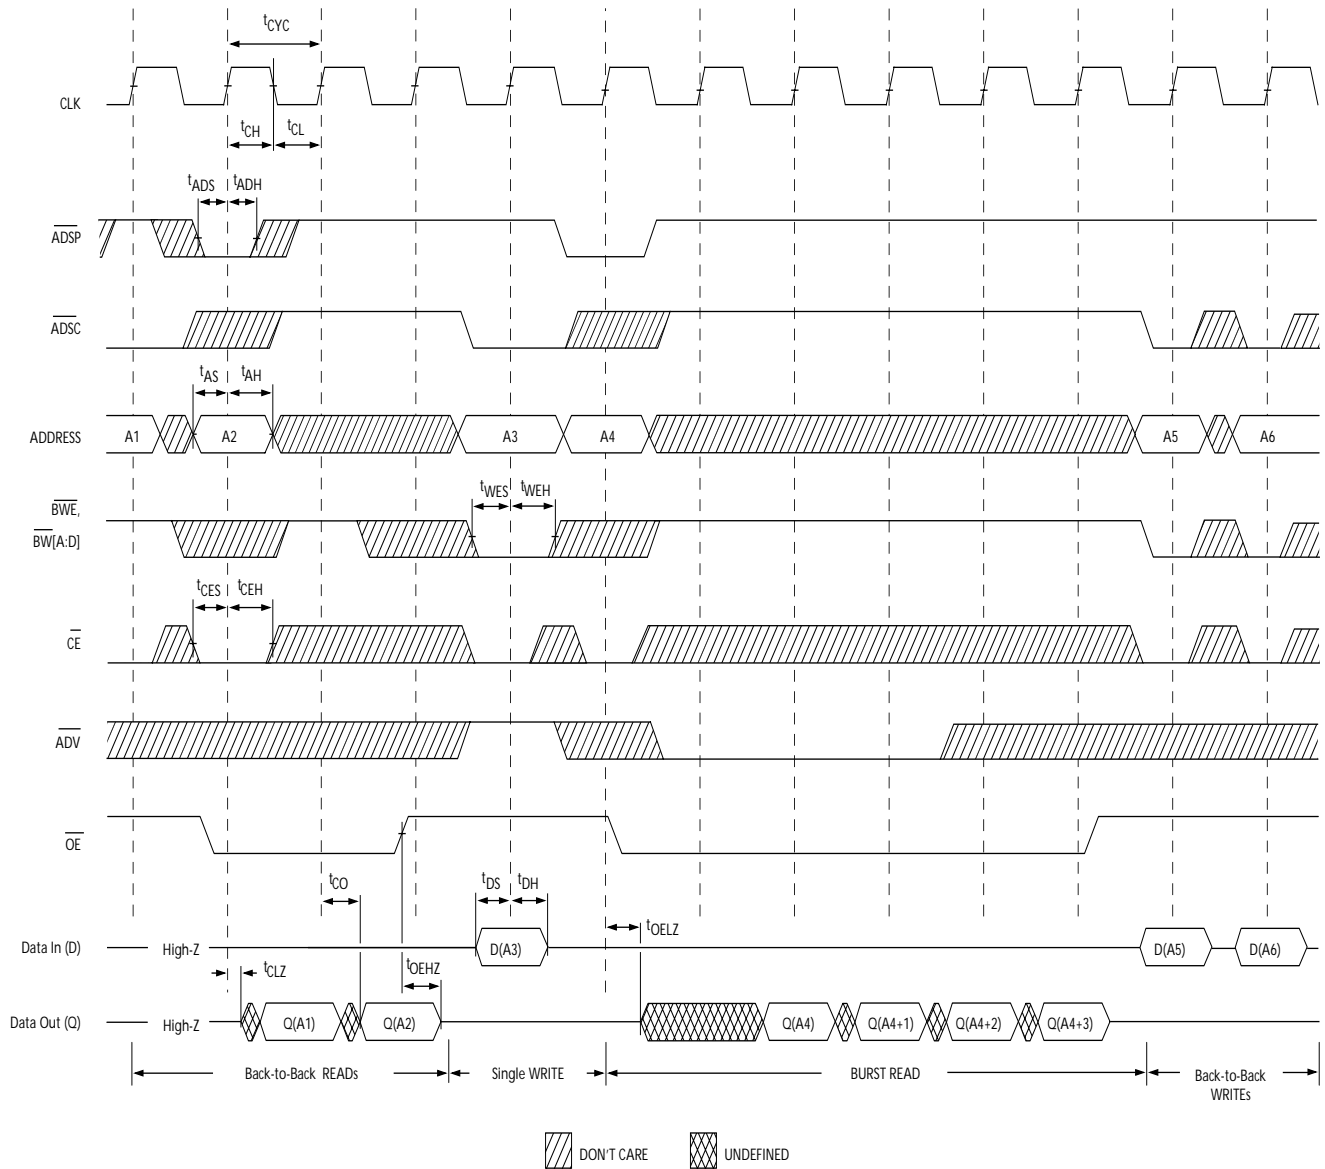 tCYC
CLK
tCH
tCL
tADS
tADH
ADSP
ADSC
tAS
tAH
ADDRESS
A1
A2
A3
A4
A5
A6
tWES
tWEH
BWE,
BW[A:D]
tCES
tCEH
CE
ADV
OE
tCO
tDS
tDH
tOELZ
Data In (D)
High-Z
D(A3)
D(A5)
D(A6)
tCLZ
tOEHZ
Data Out (Q)
High-Z
Q(A1)
Q(A2)
Q(A4)
Q(A4+1)
Q(A4+2)
Q(A4+3)
Back-to-Back READs
Single WRITE
BURST READ
Back-to-Back
WRITEs
DON'T CARE
UNDEFINED